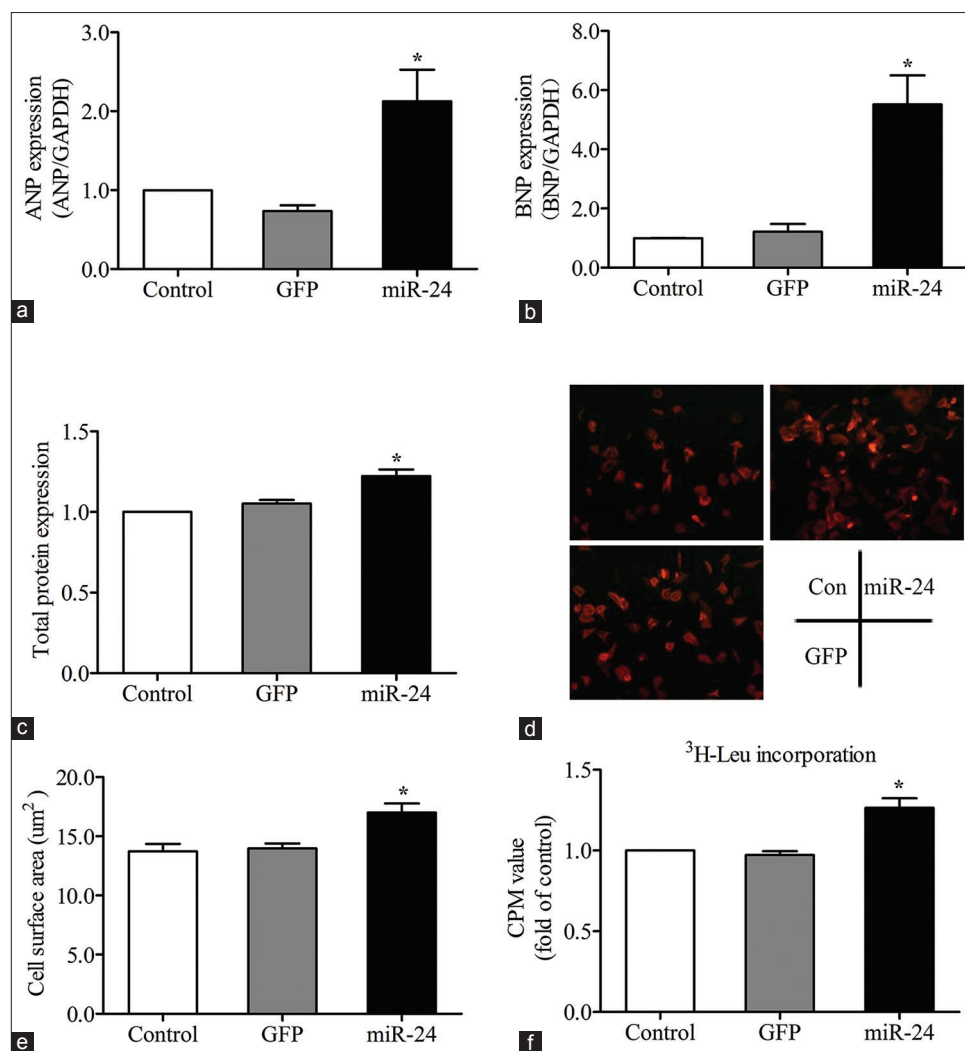 3.0
2.0
1.0
0.0
ANP expression
(ANP/GAPDH)
*
Control GFP miR-24
a
8.0
6.0
4.0
2.0
0.0
BNP expression
(BNP/GAPDH)
*
Control GFP miR-24
b
1.5
1.0
0.5
0.0
Total protein expression
*
Control GFP miR-24
c
Con miR-24
GFP
d
20.0
15.0
10.0
5.0
0.0
Cell surface area (um²)
*
Control GFP miR-24
e
³H-Leu incorporation
1.5
1.0
0.5
0.0
CPM value
(fold of control)
*
Control GFP miR-24
f